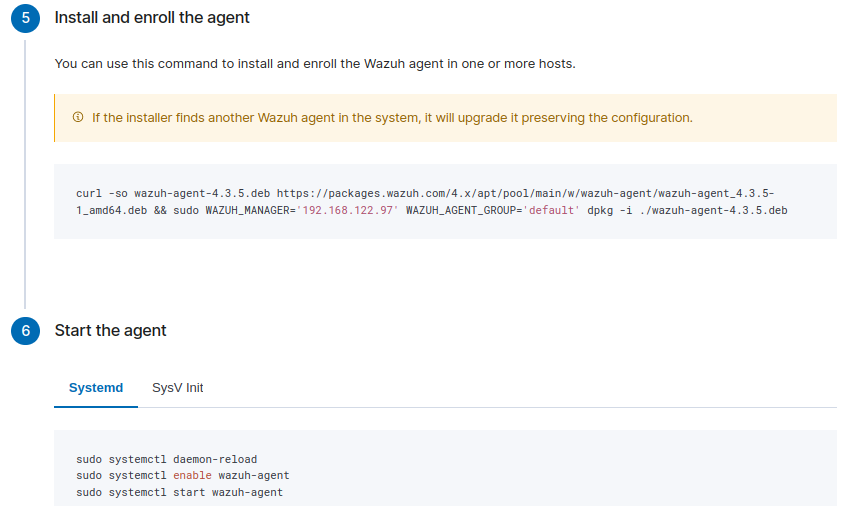 5 Install and enroll the agent
You can use this command to install and enroll the Wazuh agent in one or more hosts.
If the installer finds another Wazuh agent in the system, it will upgrade it preserving the configuration.
curl -so wazuh-agent-4.3.5.deb https://packages.wazuh.com/4.x/apt/pool/main/w/wazuh-agent/wazuh-agent_4.3.5-
1_amd64.deb && sudo WAZUH_MANAGER='192.168.122.97' WAZUH_AGENT_GROUP='default' dpkg -i ./wazuh-agent-4.3.5.deb
6 Start the agent
Systemd SysV Init
sudo systemctl daemon-reload
sudo systemctl enable wazuh-agent
sudo systemctl start wazuh-agent